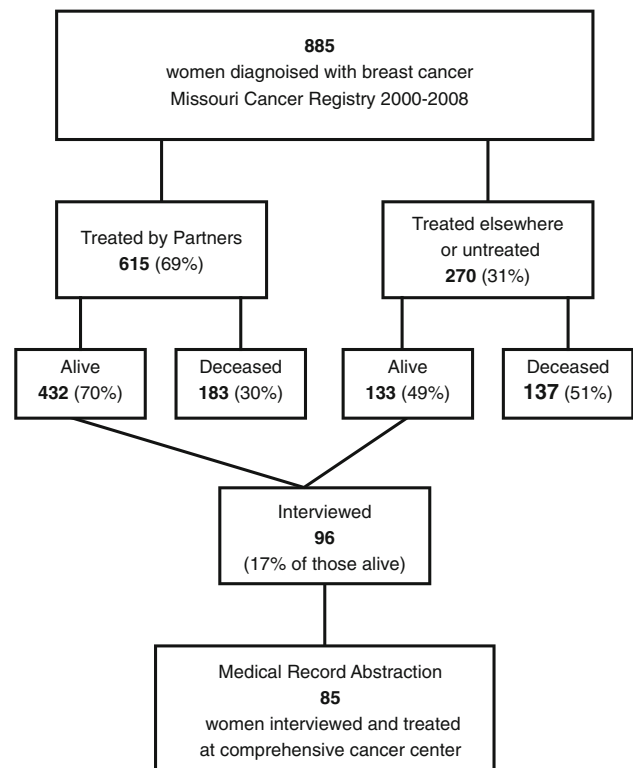 885
women diagnoised with breast cancer
Missouri Cancer Registry 2000-2008
Treated by Partners
615 (69%)
Treated elsewhere
or untreated
270 (31%)
Alive
432 (70%)
Deceased
183 (30%)
Alive
133 (49%)
Deceased
137 (51%)
Interviewed
96
(17% of those alive)
Medical Record Abstraction
85
women interviewed and treated
at comprehensive cancer center